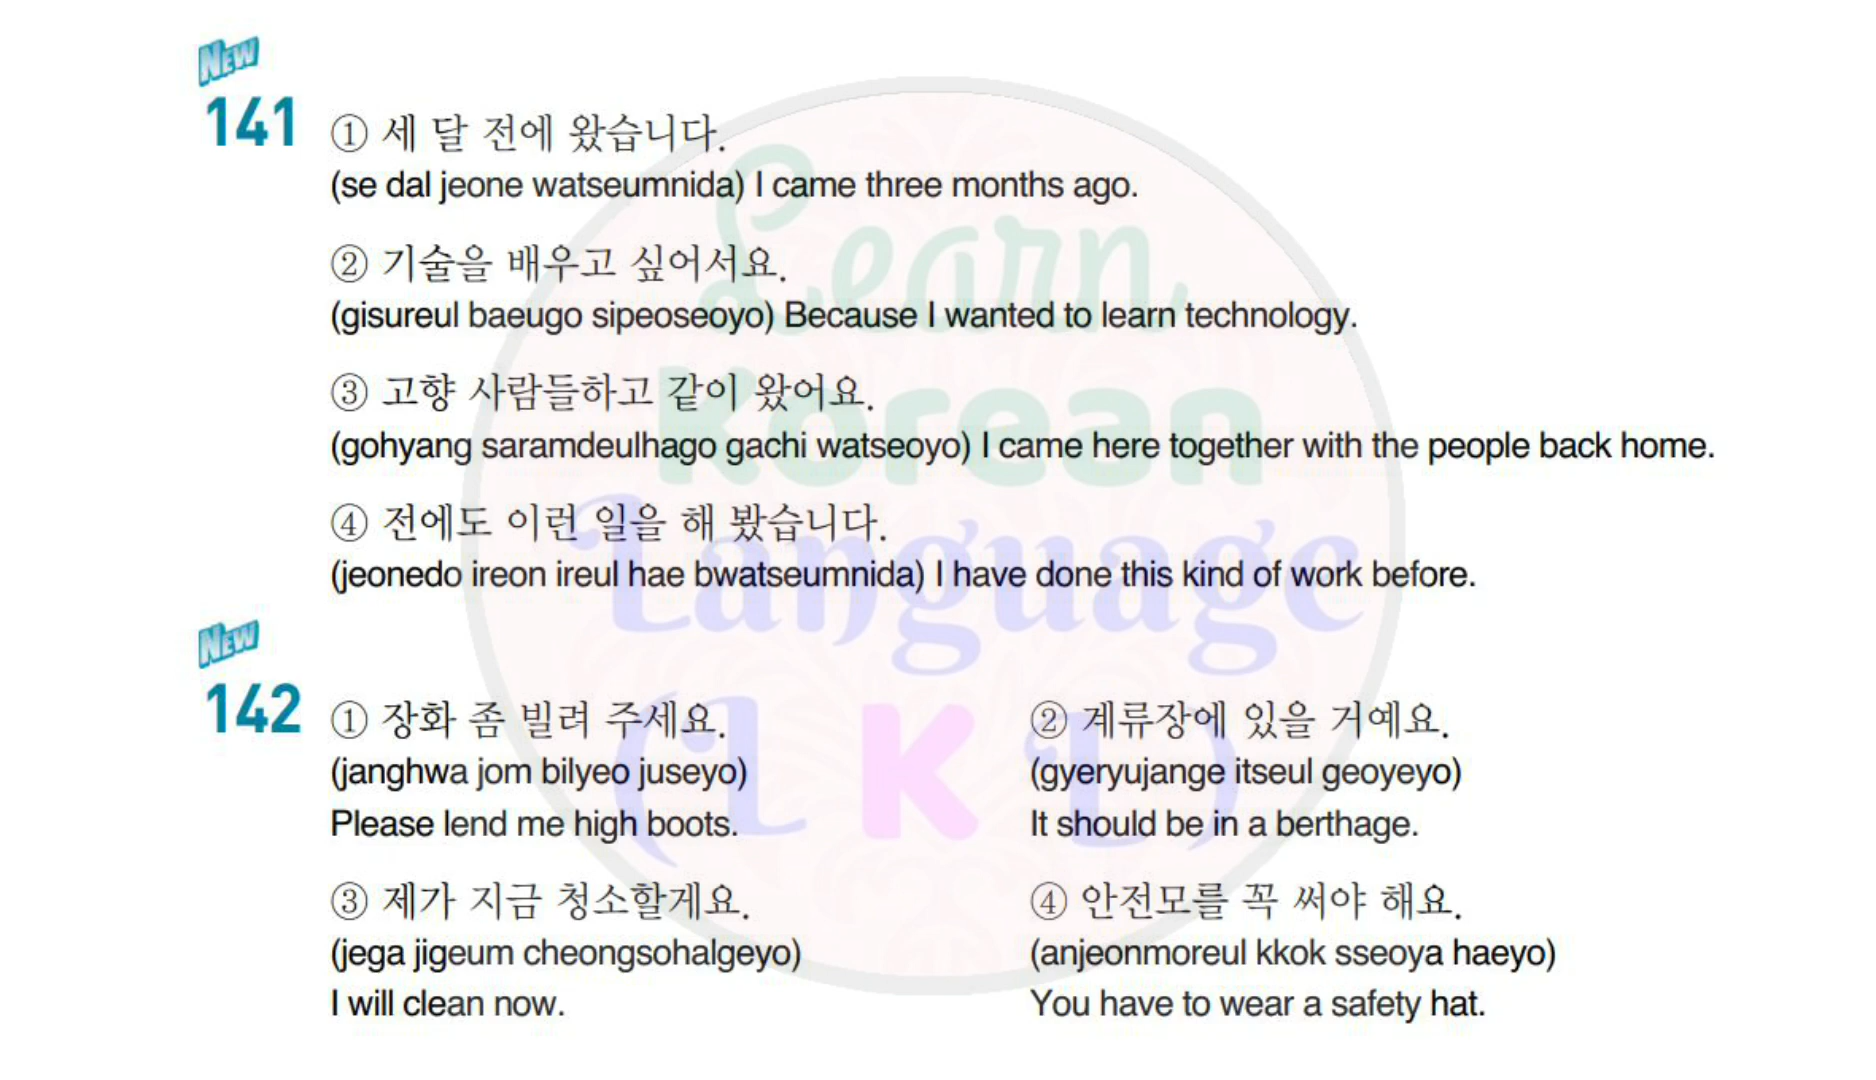 NEW
141
① 세 달 전에 왔습니다.
(se dal jeone watseumnida) I came three months ago.
② 기술을 배우고 싶어서요.
(gisureul baeugo sipeoseoyo) Because I wanted to learn technology.
③ 고향 사람들하고 같이 왔어요.
(gohyang saramdeulhago gachi watseoyo) I came here together with the people back home.
④ 전에도 이런 일을 해 봤습니다.
(jeonedo ireon ireul hae bwatseumnida) I have done this kind of work before.
NEW
142
① 장화 좀 빌려 주세요.
(janghwa jom bilyeo juseyo)
Please lend me high boots.
② 계류장에 있을 거예요.
(gyeryujange itseul geoyeyo)
It should be in a berthage.
③ 제가 지금 청소할게요.
(jega jigeum cheongsohalgeyo)
I will clean now.
④ 안전모를 꼭 써야 해요.
(anjeonmoreul kkok sseoya haeyo)
You have to wear a safety hat.
Learn
Korean
Language
(L K L)